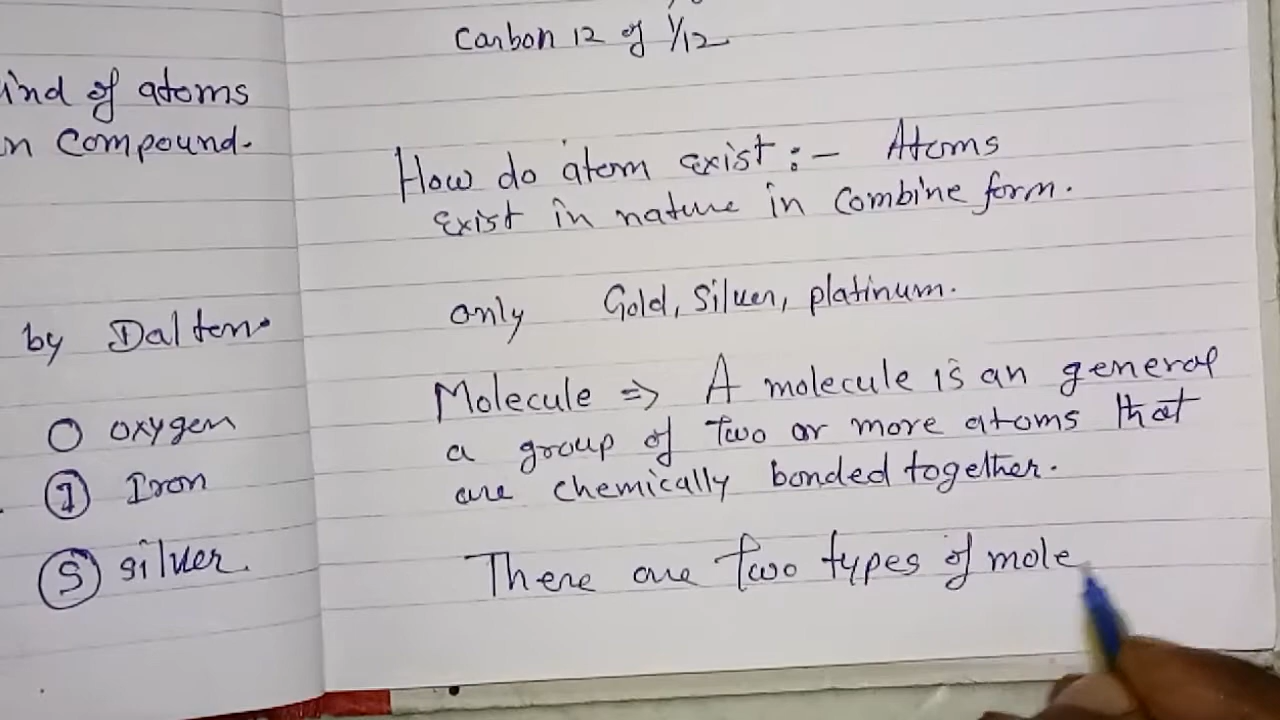 ind of atoms
n Compound.
by Dalton
O oxygen
I Iron
S Silver.
Carbon 12 of 1/12
How do atom exist :- Atoms
exist in nature in Combine form.
only Gold, Silver, platinum.
Molecule => A molecule is an general
a group of two or more atoms that
are chemically bonded together.
There are two types of mole